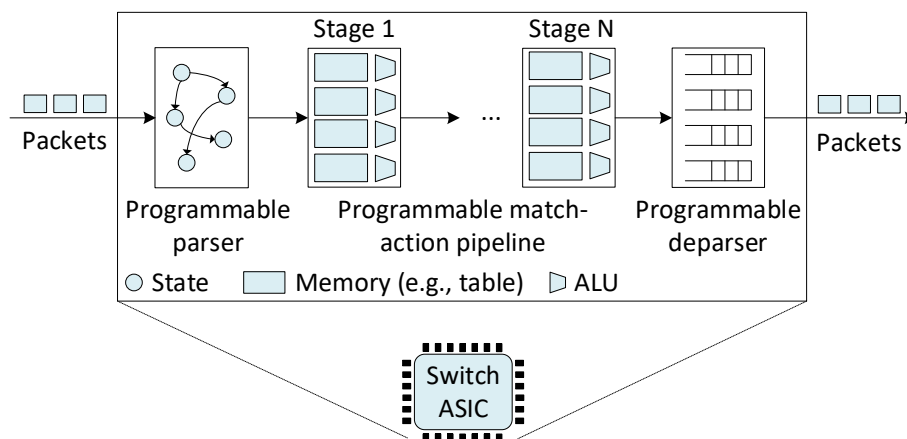 Stage 1
Stage N
...
Packets
Packets
Programmable
parser
Programmable match-
action pipeline
Programmable
deparser
State
Memory (e.g., table)
ALU
Switch
ASIC